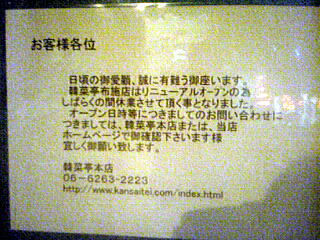 お客様各位
日頃の御愛顧、誠に有難う御座います。
韓菜亭布施店はリニューアルオープンの為
しばらくの間休業させて頂く事となりました。
オープン日時等につきましてのお問い合わせに
つきましては、韓菜亭本店または、当店
ホームページで御確認下さいます様
宜しく御願い致します。
韓菜亭本店
06-6263-2223
http://www.kansaitei.com/index.html